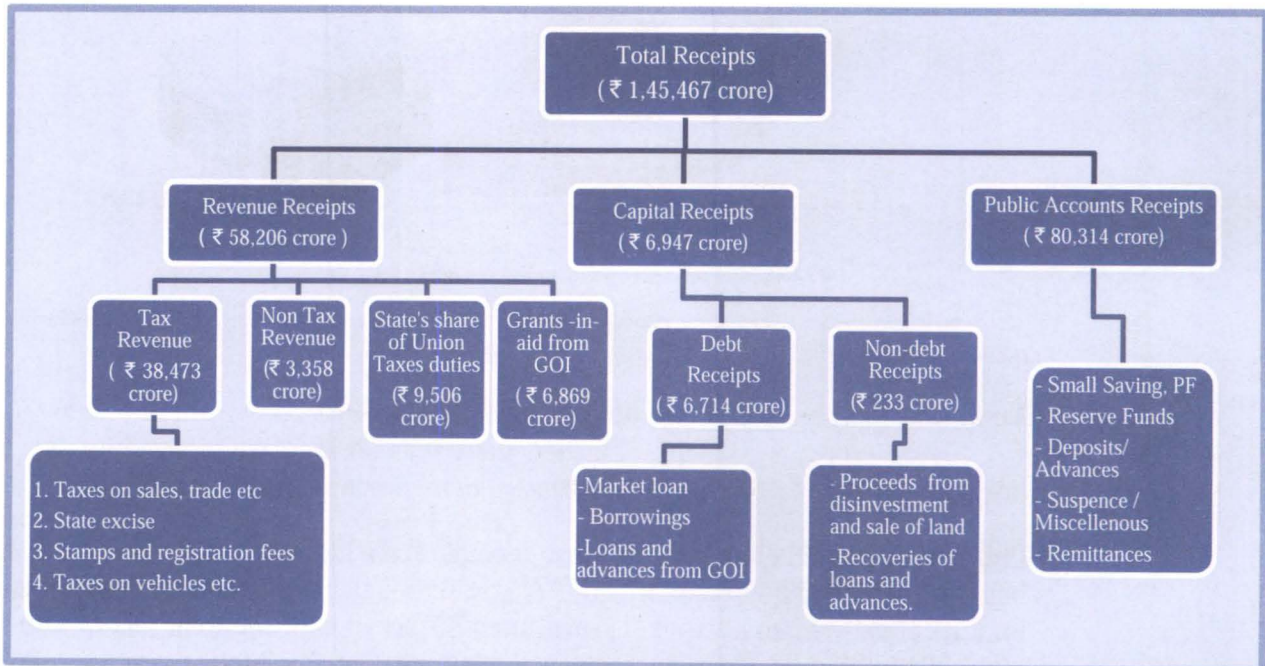 Total Receipts
( ₹ 1,45,467 crore)
Revenue Receipts
( ₹ 58,206 crore )
Capital Receipts
(₹ 6,947 crore)
Public Accounts Receipts
(₹ 80,314 crore)
Tax
Revenue
( ₹ 38,473
crore)
Non Tax
Revenue
(₹ 3,358
crore)
State's share
of Union
Taxes duties
(₹ 9,506
crore)
Grants -in-
aid from
GOI
(₹ 6,869
crore)
Debt
Receipts
(₹ 6,714 crore)
Non-debt
Receipts
(₹ 233 crore)
1. Taxes on sales, trade etc
2. State excise
3. Stamps and registration fees
4. Taxes on vehicles etc.
-Market loan
- Borrowings
-Loans and
advances from GOI
- Proceeds from
disinvestment
and sale of land
-Recoveries of
loans and
advances.
- Small Saving, PF
- Reserve Funds
- Deposits/
Advances
- Suspence /
Miscellenous
- Remittances